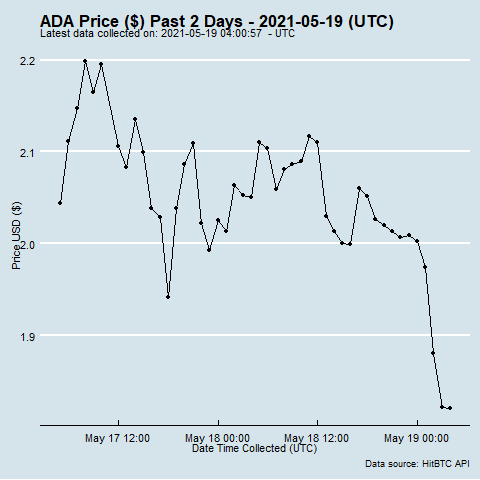 ADA Price ($) Past 2 Days - 2021-05-19 (UTC)
Latest data collected on: 2021-05-19 04:00:57 - UTC
2.2
2.1
2.0
1.9
Price USD ($)
May 17 12:00 May 18 00:00 May 18 12:00 May 19 00:00
Date Time Collected (UTC)
Data source: HitBTC API